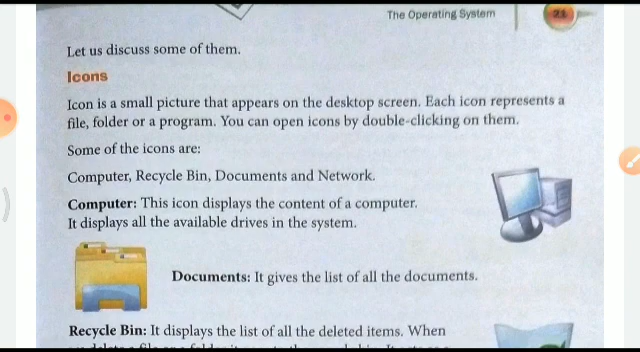 The Operating System
21
Let us discuss some of them.
Icons
Icon is a small picture that appears on the desktop screen. Each icon represents a
file, folder or a program. You can open icons by double-clicking on them.
Some of the icons are:
Computer, Recycle Bin, Documents and Network.
Computer: This icon displays the content of a computer.
It displays all the available drives in the system.
Documents: It gives the list of all the documents.
Recycle Bin: It displays the list of all the deleted items. When